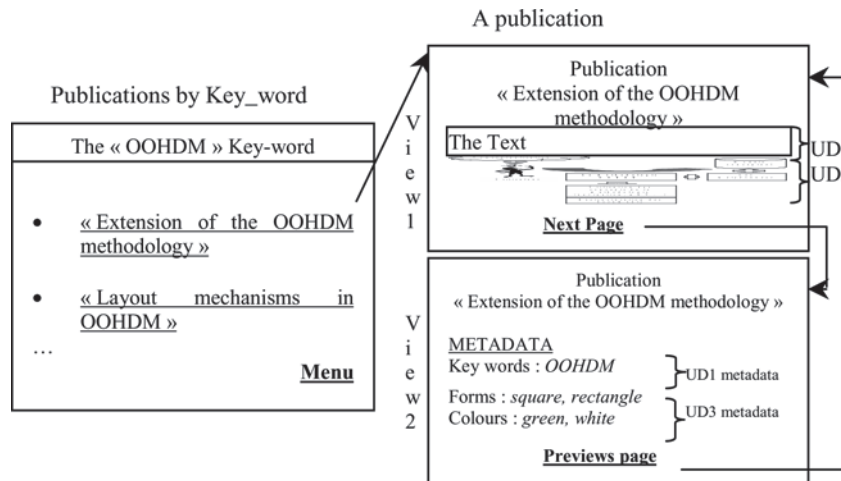 A publication
Publications by Key_word
The « OOHDM » Key-word
• « Extension of the OOHDM
methodology »
• « Layout mechanisms in
OOHDM »
…
Menu
View1
Publication
« Extension of the OOHDM
methodology »
The Text
UD
UD
Next Page
View2
Publication
« Extension of the OOHDM methodology »
METADATA
Key words : OOHDM
UD1 metadata
Forms : square, rectangle
Colours : green, white
UD3 metadata
Previews page